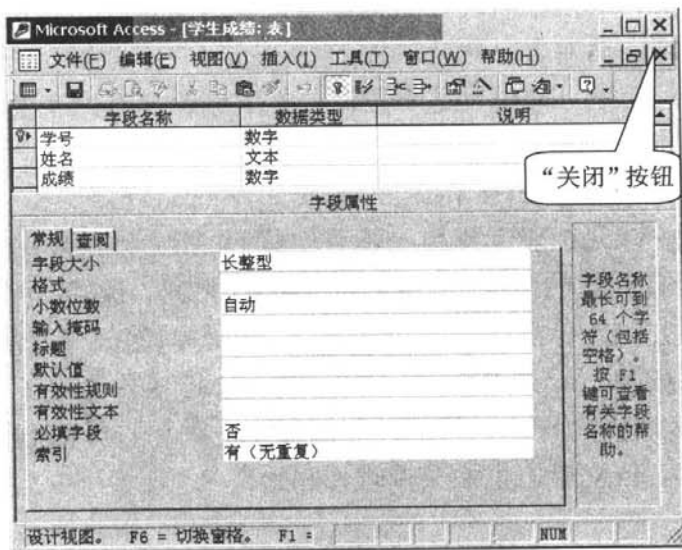 Microsoft Access - [学生成绩: 表]
文件(F) 编辑(E) 视图(V) 插入(I) 工具(T) 窗口(W) 帮助(H)
字段名称 数据类型 说明
学号 数字
姓名 文本
成绩 数字
“关闭”按钮
字段属性
常规 查阅
字段大小 长整型
格式
小数位数 自动
输入掩码
标题
默认值
有效性规则
有效性文本
必填字段 否
索引 有（无重复）
字段名称
最长可到
64 个字
符（包括
空格）。
按 F1
键可查看
有关字段
名称的帮
助。
设计视图。 F6 = 切换窗格。 F1 = NUM